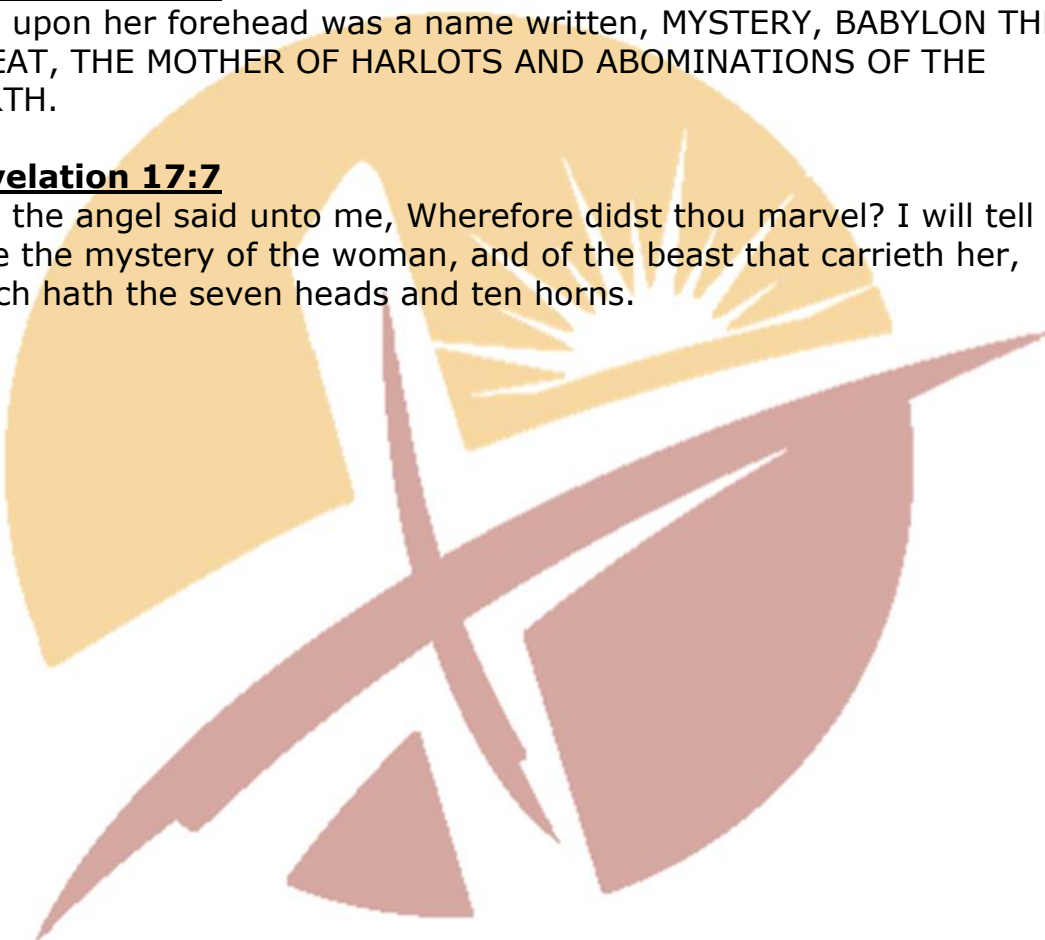 upon her forehead was a name written, MYSTERY, BABYLON TH
EAT, THE MOTHER OF HARLOTS AND ABOMINATIONS OF THE
RTH.
velation 17:7
the angel said unto me, Wherefore didst thou marvel? I will tell
e the mystery of the woman, and of the beast that carrieth her,
ch hath the seven heads and ten horns.